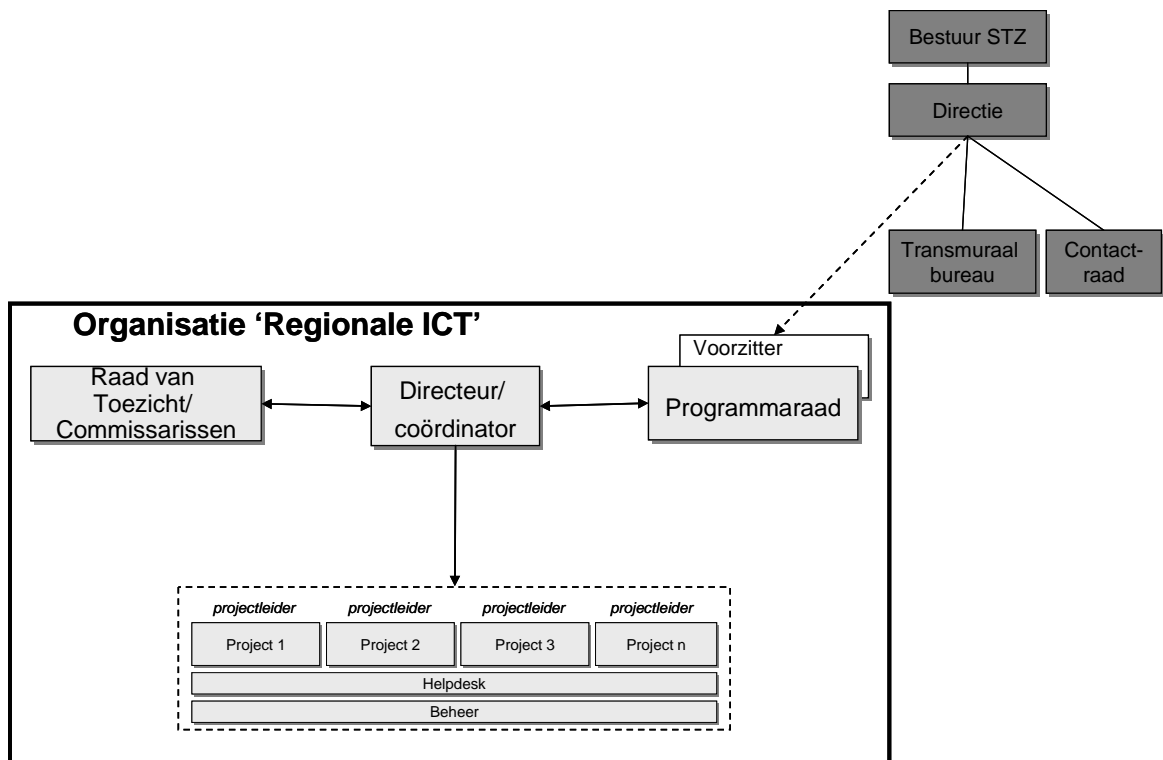 Bestuur STZ
Directie
Transmuraal
bureau
Contact-
raad
Organisatie ‘Regionale ICT’
Voorzitter
Raad van
Toezicht/
Commissarissen
Directeur/
coördinator
Programmaraad
projectleider projectleider projectleider projectleider
Project 1 Project 2 Project 3 Project n
Helpdesk
Beheer